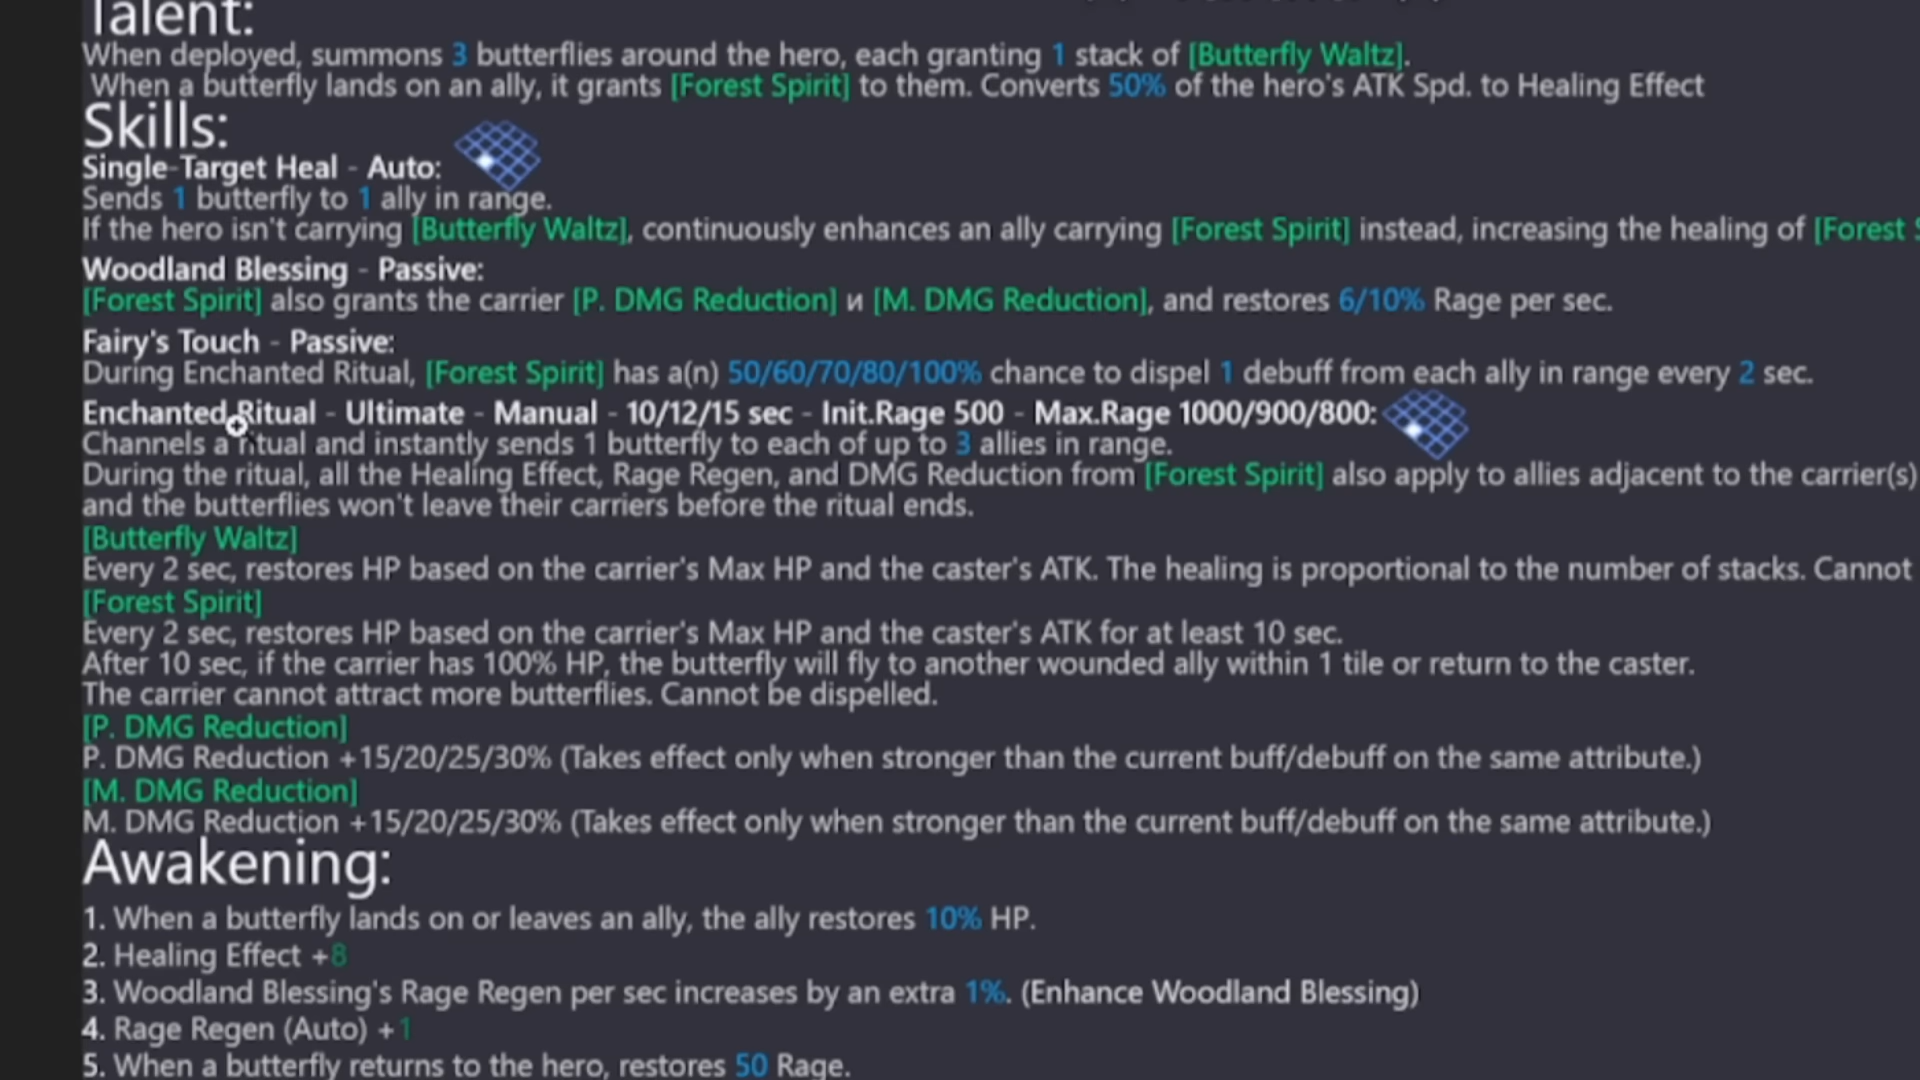 Talent:
When deployed, summons 3 butterflies around the hero, each granting 1 stack of [Butterfly Waltz].
When a butterfly lands on an ally, it grants [Forest Spirit] to them. Converts 50% of the hero's ATK Spd. to Healing Effect
Skills:
Single-Target Heal - Auto:
Sends 1 butterfly to 1 ally in range.
If the hero isn't carrying [Butterfly Waltz], continuously enhances an ally carrying [Forest Spirit] instead, increasing the healing of [Forest
Woodland Blessing - Passive:
[Forest Spirit] also grants the carrier [P. DMG Reduction] и [M. DMG Reduction], and restores 6/10% Rage per sec.
Fairy's Touch - Passive:
During Enchanted Ritual, [Forest Spirit] has a(n) 50/60/70/80/100% chance to dispel 1 debuff from each ally in range every 2 sec.
Enchanted Ritual - Ultimate - Manual - 10/12/15 sec - Init.Rage 500 - Max.Rage 1000/900/800:
Channels a ritual and instantly sends 1 butterfly to each of up to 3 allies in range.
During the ritual, all the Healing Effect, Rage Regen, and DMG Reduction from [Forest Spirit] also apply to allies adjacent to the carrier(s)
and the butterflies won't leave their carriers before the ritual ends.
[Butterfly Waltz]
Every 2 sec, restores HP based on the carrier's Max HP and the caster's ATK. The healing is proportional to the number of stacks. Cannot
[Forest Spirit]
Every 2 sec, restores HP based on the carrier's Max HP and the caster's ATK for at least 10 sec.
After 10 sec, if the carrier has 100% HP, the butterfly will fly to another wounded ally within 1 tile or return to the caster.
The carrier cannot attract more butterflies. Cannot be dispelled.
[P. DMG Reduction]
P. DMG Reduction +15/20/25/30% (Takes effect only when stronger than the current buff/debuff on the same attribute.)
[M. DMG Reduction]
M. DMG Reduction +15/20/25/30% (Takes effect only when stronger than the current buff/debuff on the same attribute.)
Awakening:
1. When a butterfly lands on or leaves an ally, the ally restores 10% HP.
2. Healing Effect +8
3. Woodland Blessing's Rage Regen per sec increases by an extra 1%. (Enhance Woodland Blessing)
4. Rage Regen (Auto) +1
5. When a butterfly returns to the hero, restores 50 Rage.